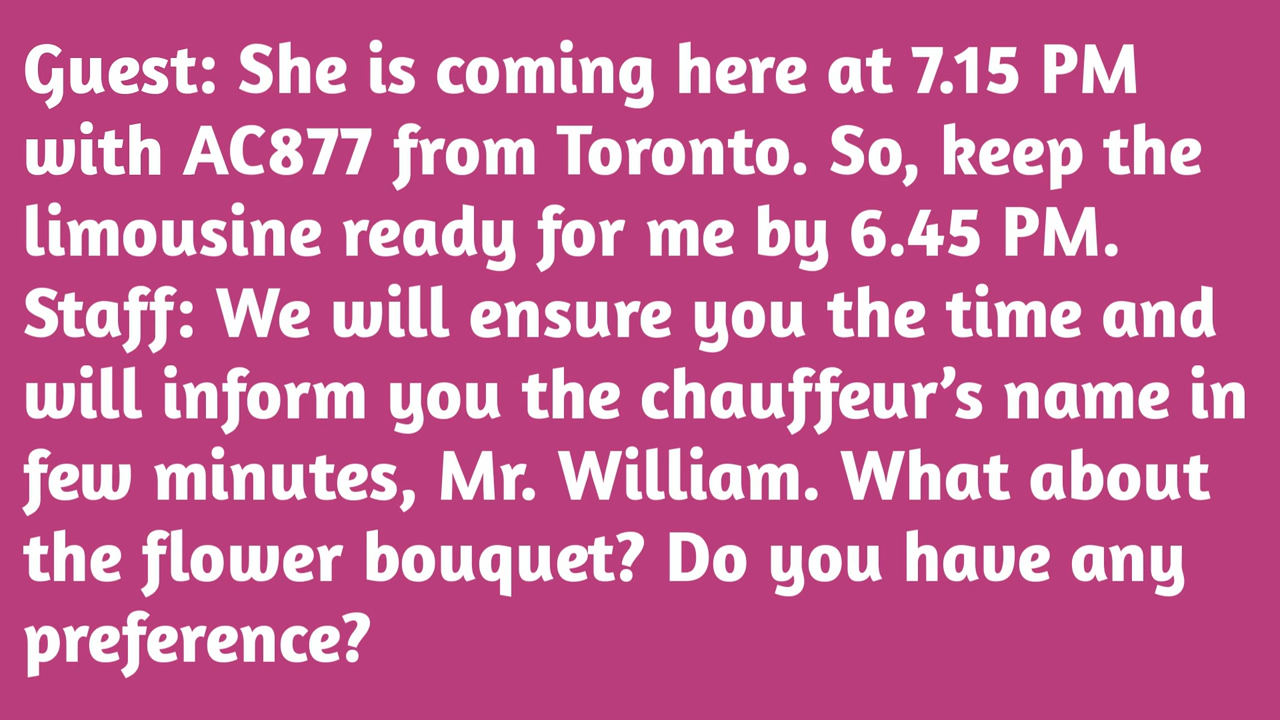 Guest: She is coming here at 7.15 PM
with AC877 from Toronto. So, keep the
limousine ready for me by 6.45 PM.
Staff: We will ensure you the time and
will inform you the chauffeur’s name in
few minutes, Mr. William. What about
the flower bouquet? Do you have any
preference?